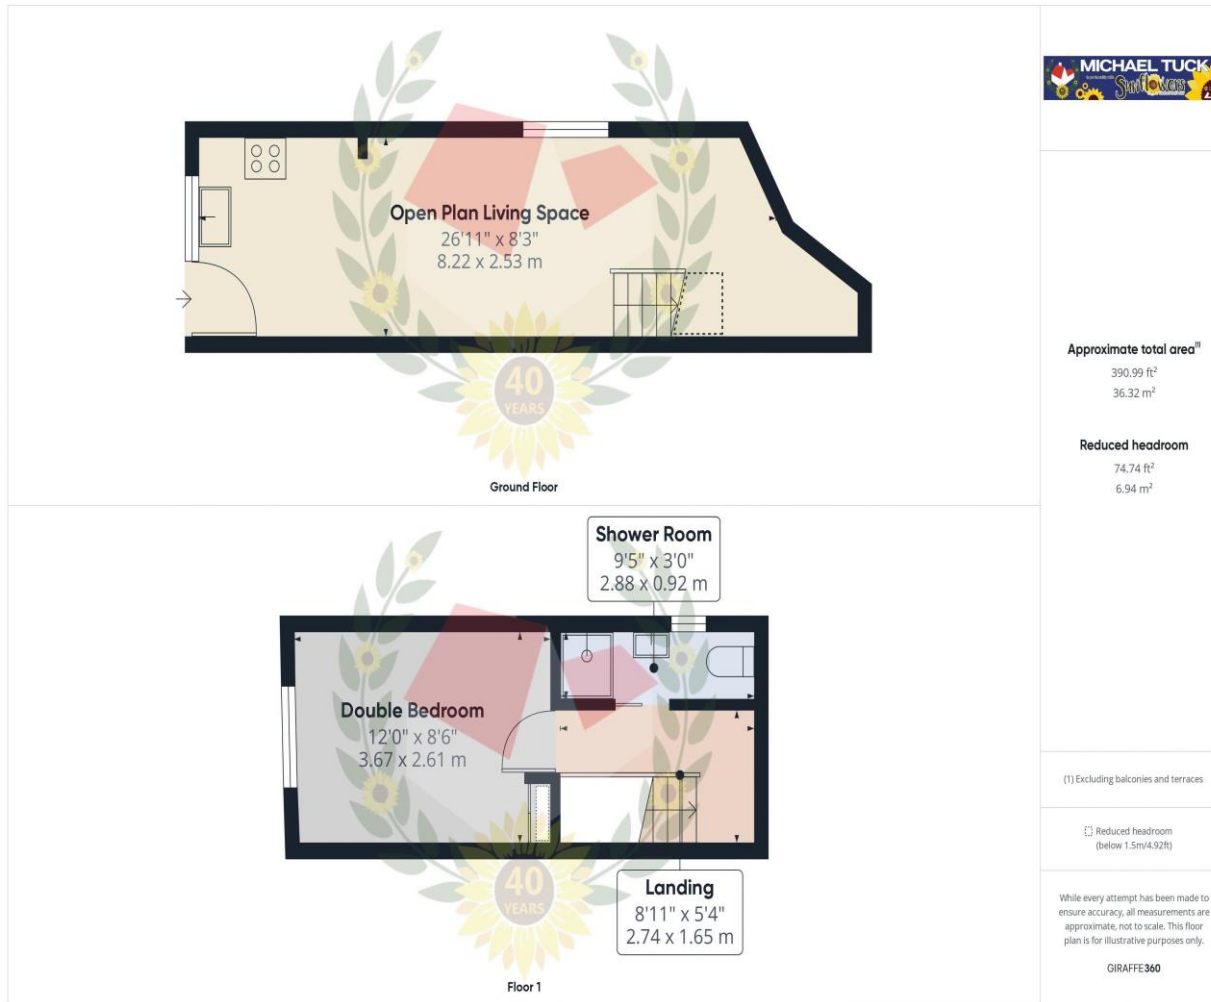 MICHAEL TUCK
Sunflowers
Open Plan Living Space
26'11" x 8'3"
8.22 x 2.53 m
40
YEARS
Ground Floor
Approximate total area⁽¹⁾
390.99 ft²
36.32 m²
Reduced headroom
74.74 ft²
6.94 m²
Shower Room
9'5" x 3'0"
2.88 x 0.92 m
Double Bedroom
12'0" x 8'6"
3.67 x 2.61 m
Landing
8'11" x 5'4"
2.74 x 1.65 m
40
YEARS
Floor 1
(1) Excluding balconies and terraces
Reduced headroom
(below 1.5m/4.92ft)
While every attempt has been made to
ensure accuracy, all measurements are
approximate, not to scale. This floor
plan is for illustrative purposes only.
GIRAFFE360